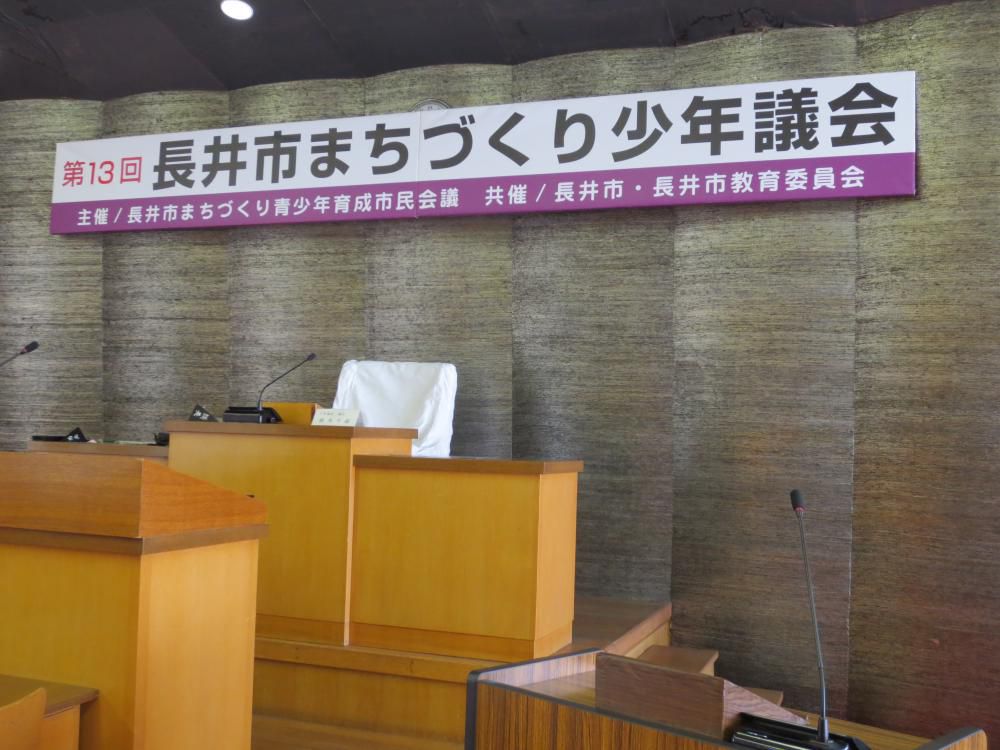 第13回 長井市まちづくり少年議会
主催/長井市まちづくり青少年育成市民会議 共催/長井市・長井市教育委員会